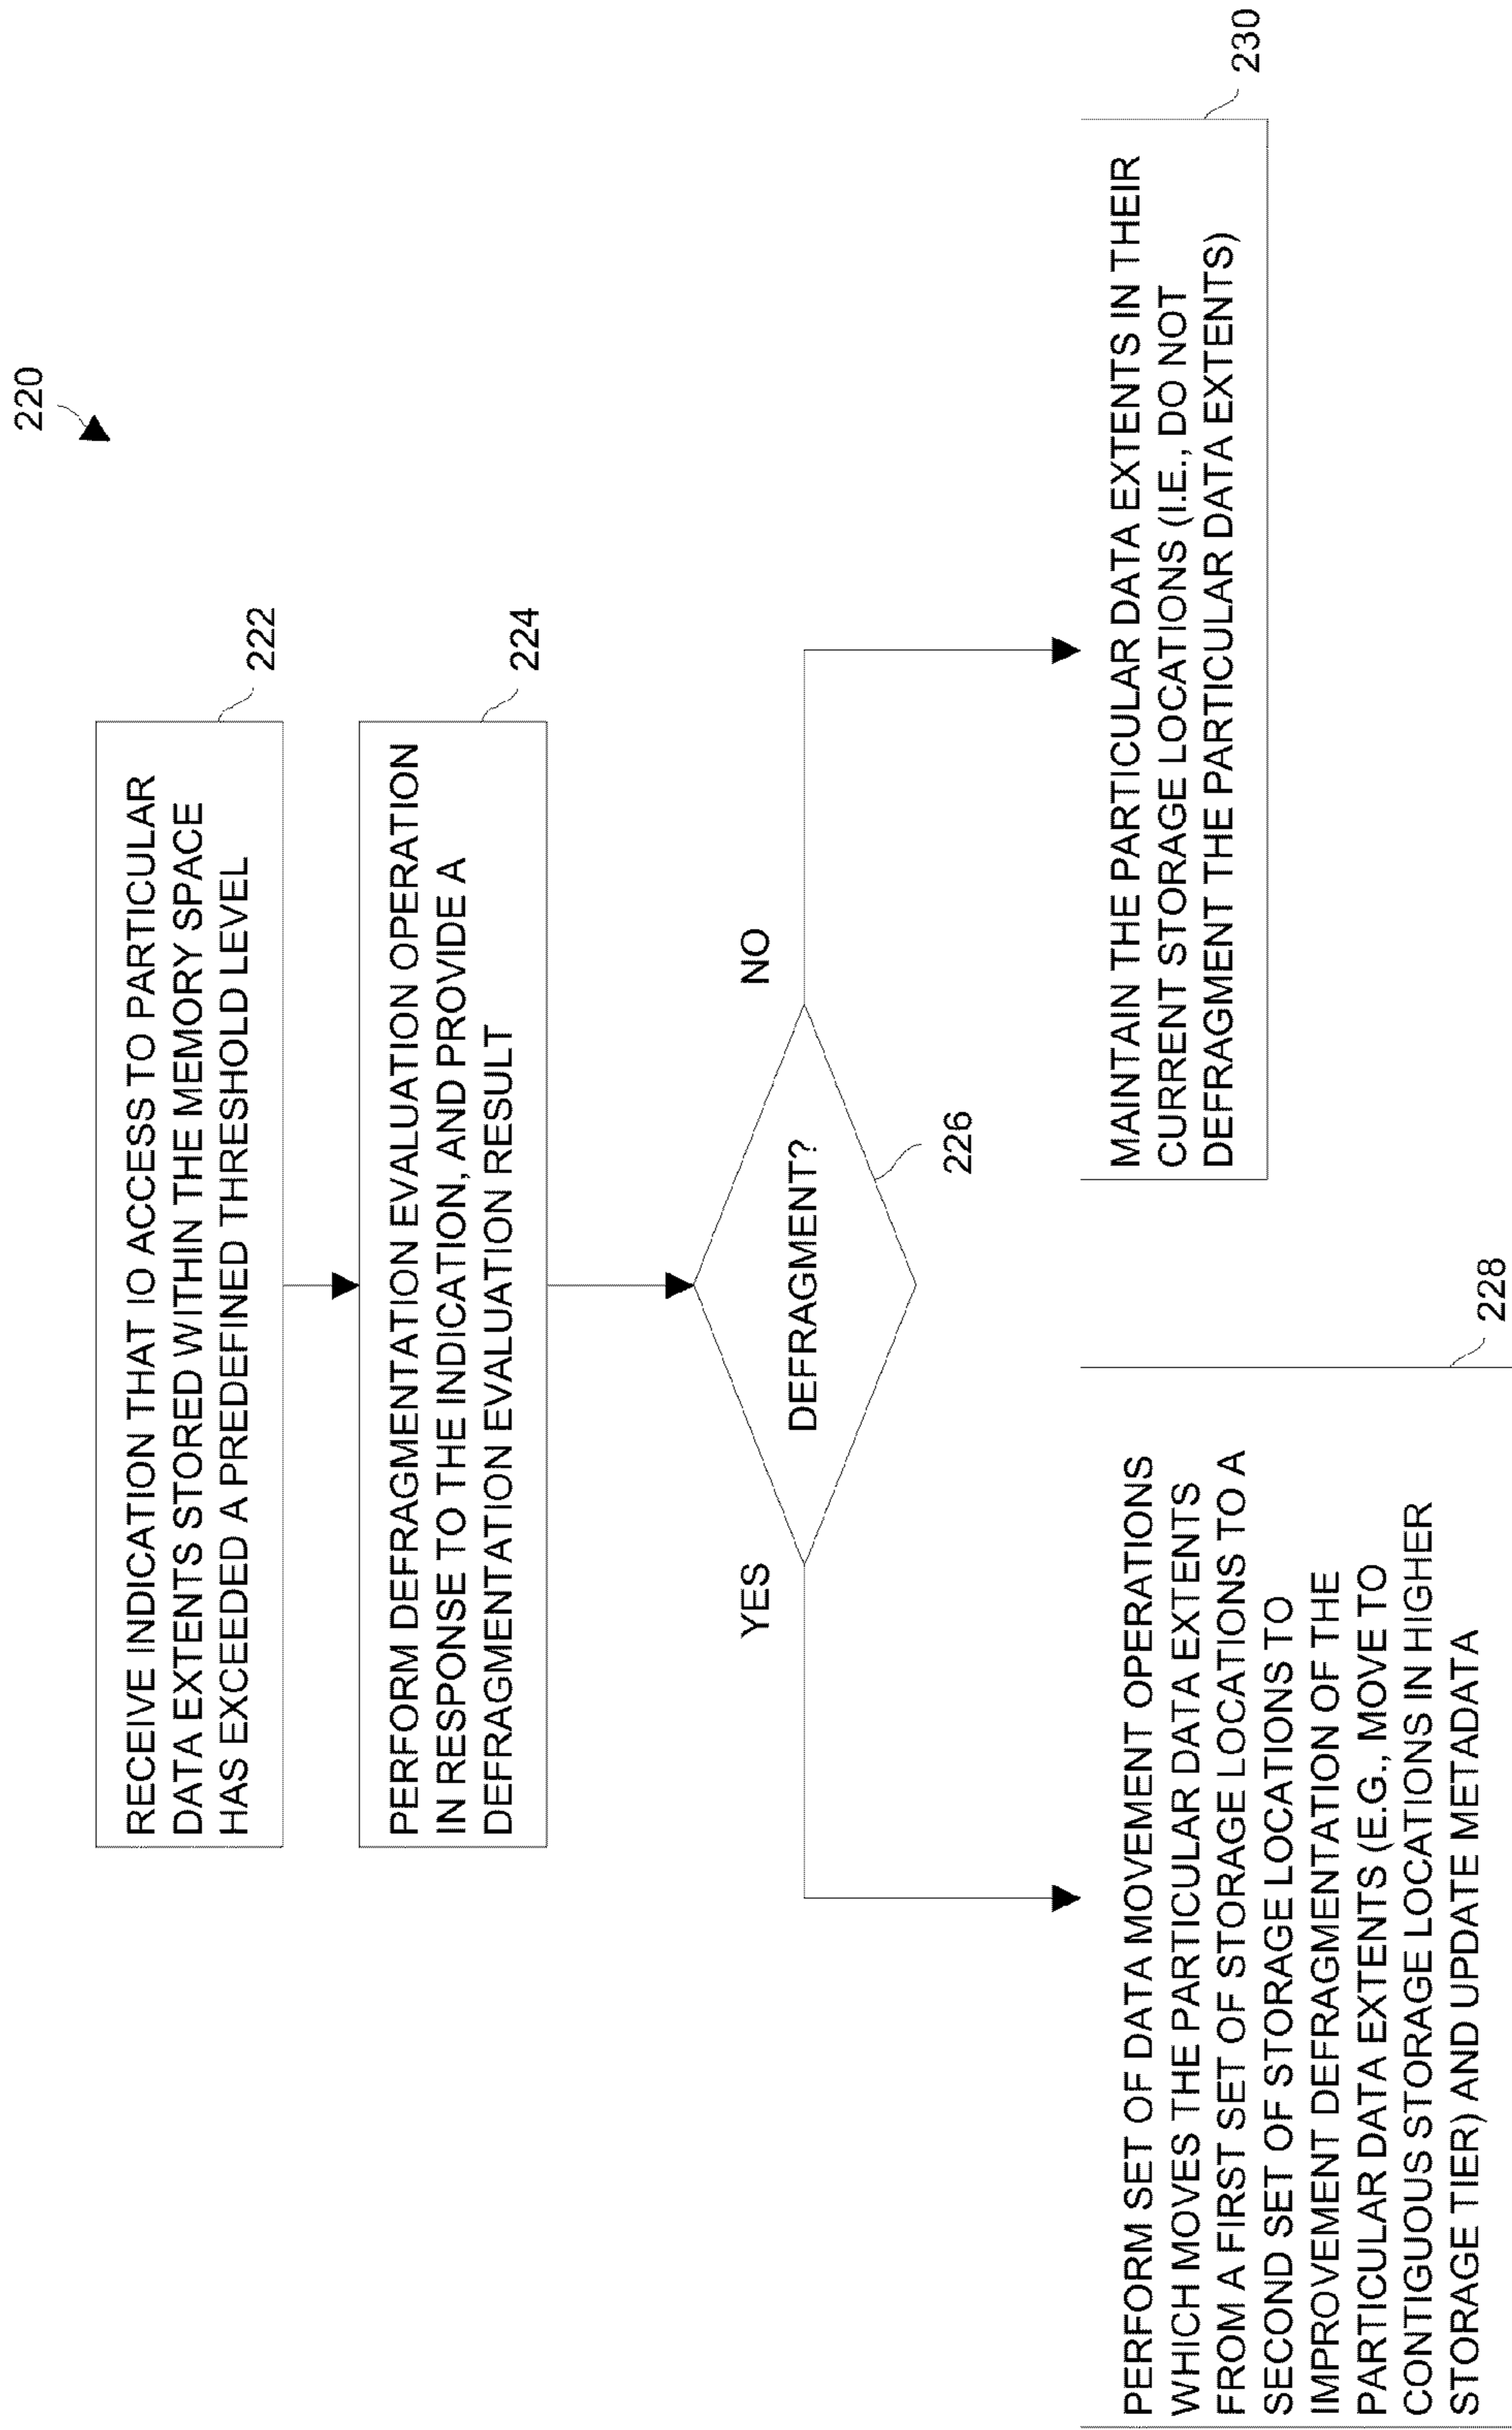 220
RECEIVE INDICATION THAT IO ACCESS TO PARTICULAR
DATA EXTENTS STORED WITHIN THE MEMORY SPACE
HAS EXCEEDED A PREDEFINED THRESHOLD LEVEL
222
PERFORM DEFRAGMENTATION EVALUATION OPERATION
IN RESPONSE TO THE INDICATION, AND PROVIDE A
DEFRAGMENTATION EVALUATION RESULT
224
DEFRAGMENT?
226
YES
NO
PERFORM SET OF DATA MOVEMENT OPERATIONS
WHICH MOVES THE PARTICULAR DATA EXTENTS
FROM A FIRST SET OF STORAGE LOCATIONS TO A
SECOND SET OF STORAGE LOCATIONS TO
IMPROVEMENT DEFRAGMENTATION OF THE
PARTICULAR DATA EXTENTS (E.G., MOVE TO
CONTIGUOUS STORAGE LOCATIONS IN HIGHER
STORAGE TIER) AND UPDATE METADATA
228
MAINTAIN THE PARTICULAR DATA EXTENTS IN THEIR
CURRENT STORAGE LOCATIONS (I.E., DO NOT
DEFRAGMENT THE PARTICULAR DATA EXTENTS)
230